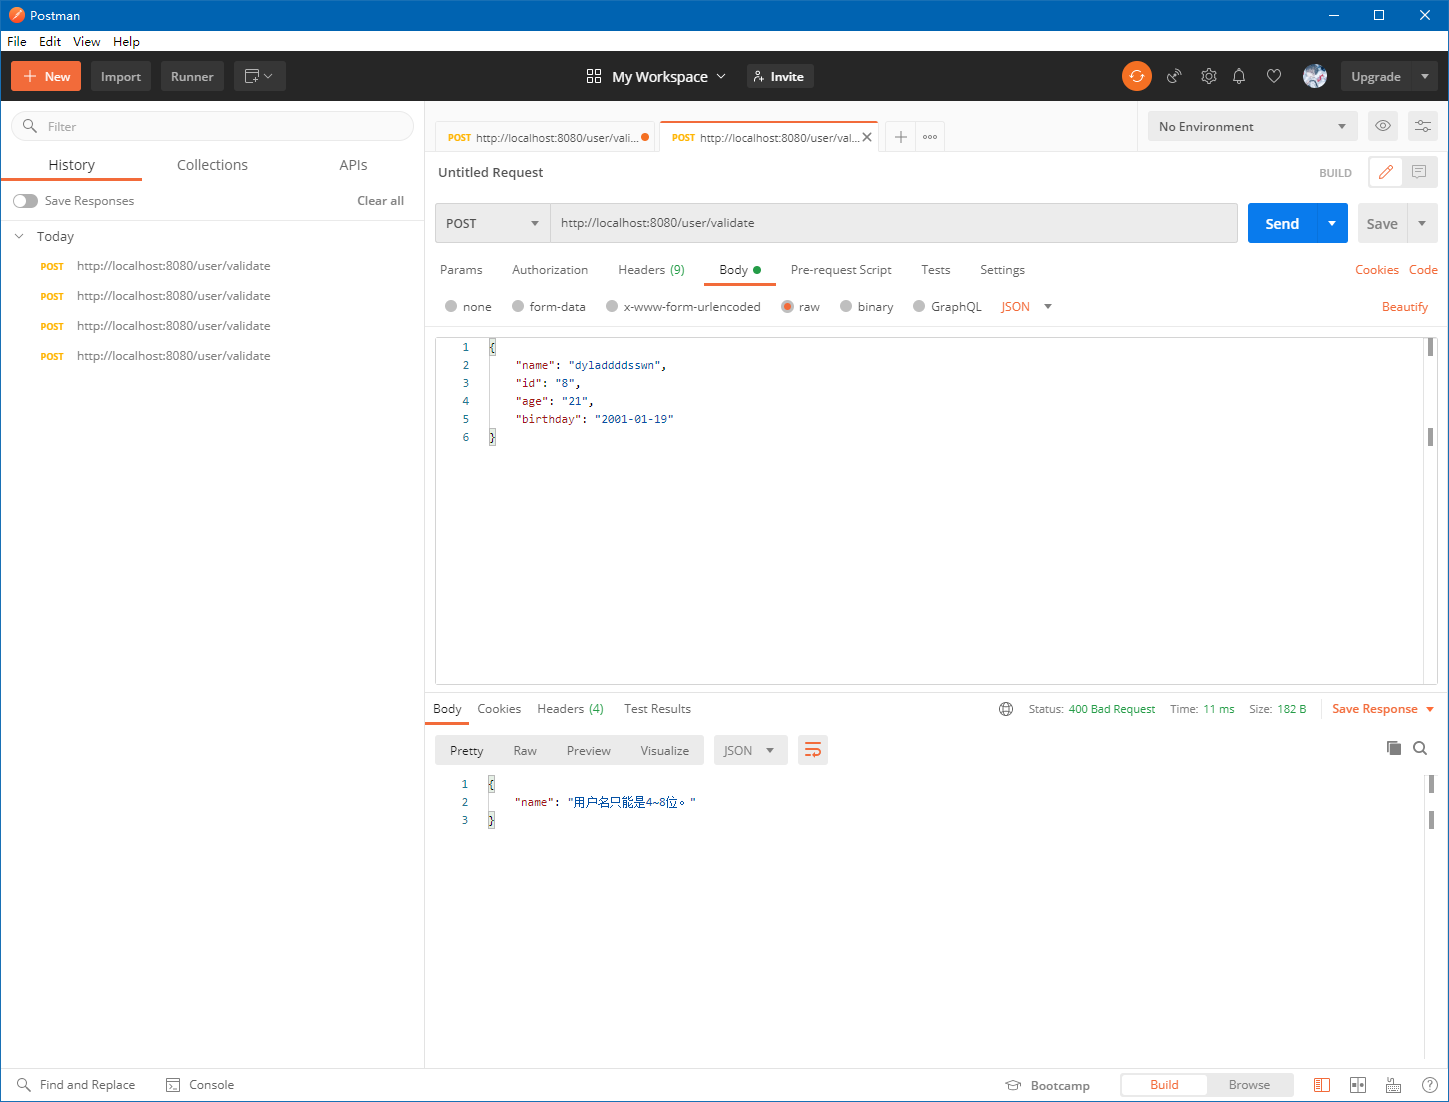 Postman
File Edit View Help
New Import Runner My Workspace Invite Upgrade
Filter
History Collections APIs
Save Responses Clear all
Today
POST http://localhost:8080/user/validate
POST http://localhost:8080/user/validate
POST http://localhost:8080/user/validate
POST http://localhost:8080/user/validate
POST http://localhost:8080/user/vali... POST http://localhost:8080/user/val... No Environment
Untitled Request BUILD
POST http://localhost:8080/user/validate Send Save
Params Authorization Headers (9) Body Pre-request Script Tests Settings Cookies Code
none form-data x-www-form-urlencoded raw binary GraphQL JSON Beautify
1 {
2 "name": "dyladdddsswn",
3 "id": "8",
4 "age": "21",
5 "birthday": "2001-01-19"
6 }
Body Cookies Headers (4) Test Results Status: 400 Bad Request Time: 11 ms Size: 182 B Save Response
Pretty Raw Preview Visualize JSON
1 {
2 "name": "用户名只能是4~8位。"
3 }
Find and Replace Console Bootcamp Build Browse